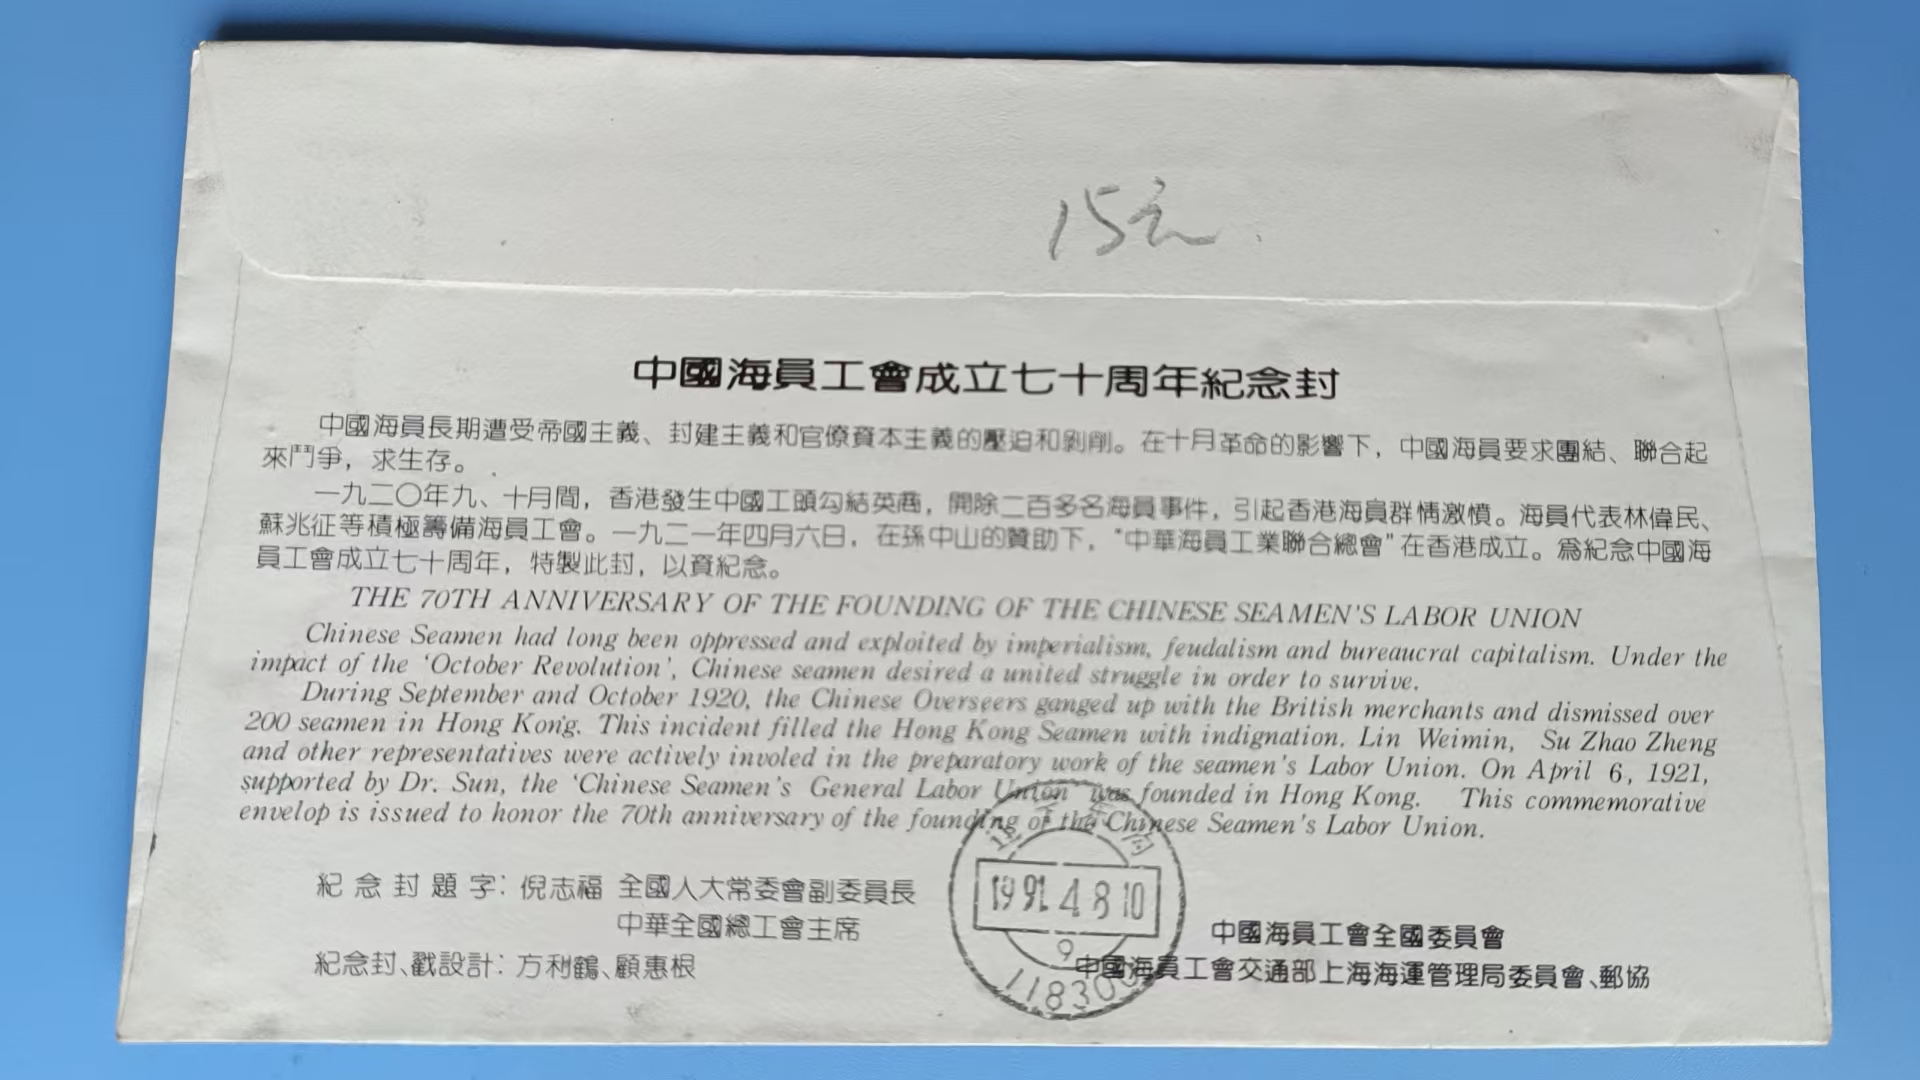 15元
中國海員工會成立七十周年紀念封
中國海員長期遭受帝國主義、封建主義和官僚資本主義的壓迫和剝削。在十月革命的影響下，中國海員要求團結、聯合起
來鬥爭，求生存。
一九二〇年九、十月間，香港發生中國工頭勾結英商，開除二百多名海員事件，引起香港海員群情激憤。海員代表林偉民、
蘇兆征等積極籌備海員工會。一九二一年四月六日，在孫中山的贊助下，“中華海員工業聯合總會”在香港成立。爲紀念中國海
員工會成立七十周年，特製此封，以資紀念。
THE 70TH ANNIVERSARY OF THE FOUNDING OF THE CHINESE SEAMEN'S LABOR UNION
Chinese Seamen had long been oppressed and exploited by imperialism, feudalism and bureaucrat capitalism. Under the
impact of the ‘October Revolution’, Chinese seamen desired a united struggle in order to survive.
During September and October 1920, the Chinese Overseers ganged up with the British merchants and dismissed over
200 seamen in Hong Kong. This incident filled the Hong Kong Seamen with indignation. Lin Weimin, Su Zhao Zheng
and other representatives were actively involed in the preparatory work of the seamen's Labor Union. On April 6, 1921,
supported by Dr. Sun, the ‘Chinese Seamen's General Labor Union’ was founded in Hong Kong. This commemorative
envelop is issued to honor the 70th anniversary of the founding of the Chinese Seamen's Labor Union.
紀念封題字：倪志福 全國人大常委會副委員長
中華全國總工會主席
紀念封、戳設計：方利鶴、顧惠根
1991.4.8.10
9
118300
中國海員工會全國委員會
中國海員工會交通部上海海運管理局委員會、郵協